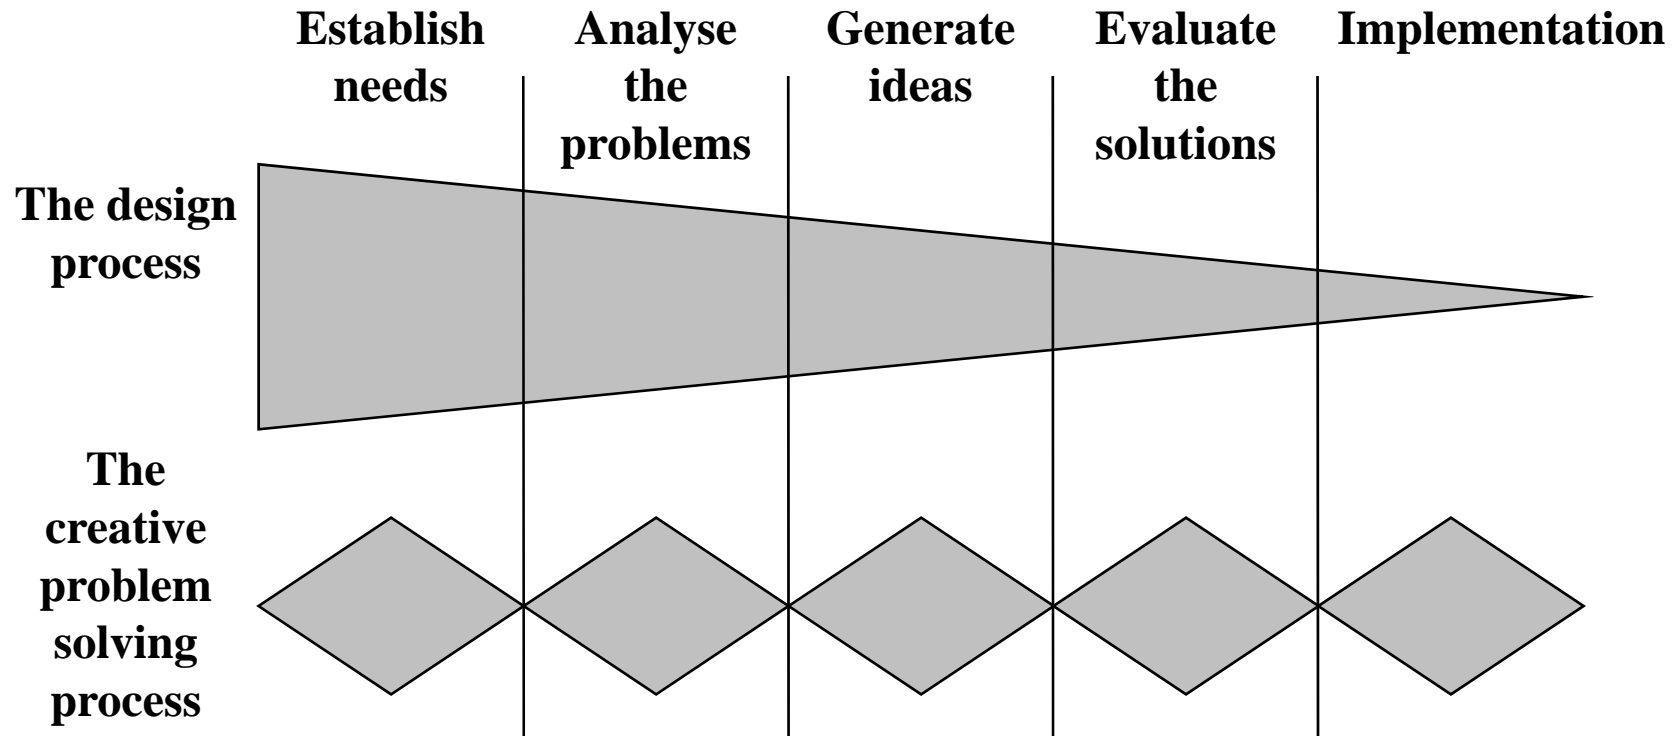 Establish
needs
Analyse
the
problems
Generate
ideas
Evaluate
the
solutions
Implementation
The design
process
The
creative
problem
solving
process